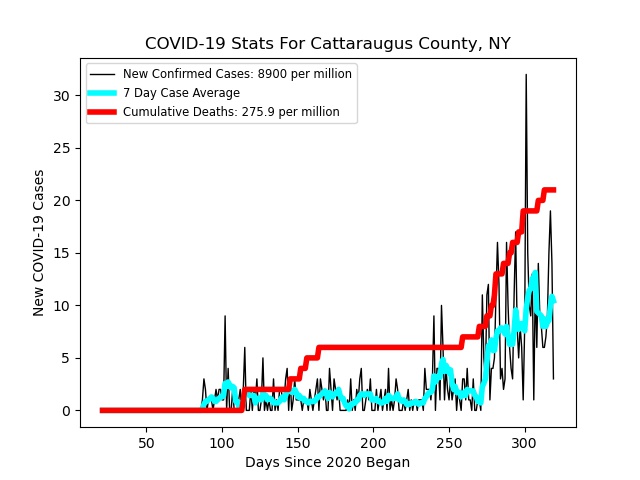 COVID-19 Stats For Cattaraugus County, NY
New Confirmed Cases: 8900 per million
7 Day Case Average
Cumulative Deaths: 275.9 per million
New COVID-19 Cases
30
25
20
15
10
5
0
50 100 150 200 250 300
Days Since 2020 Began